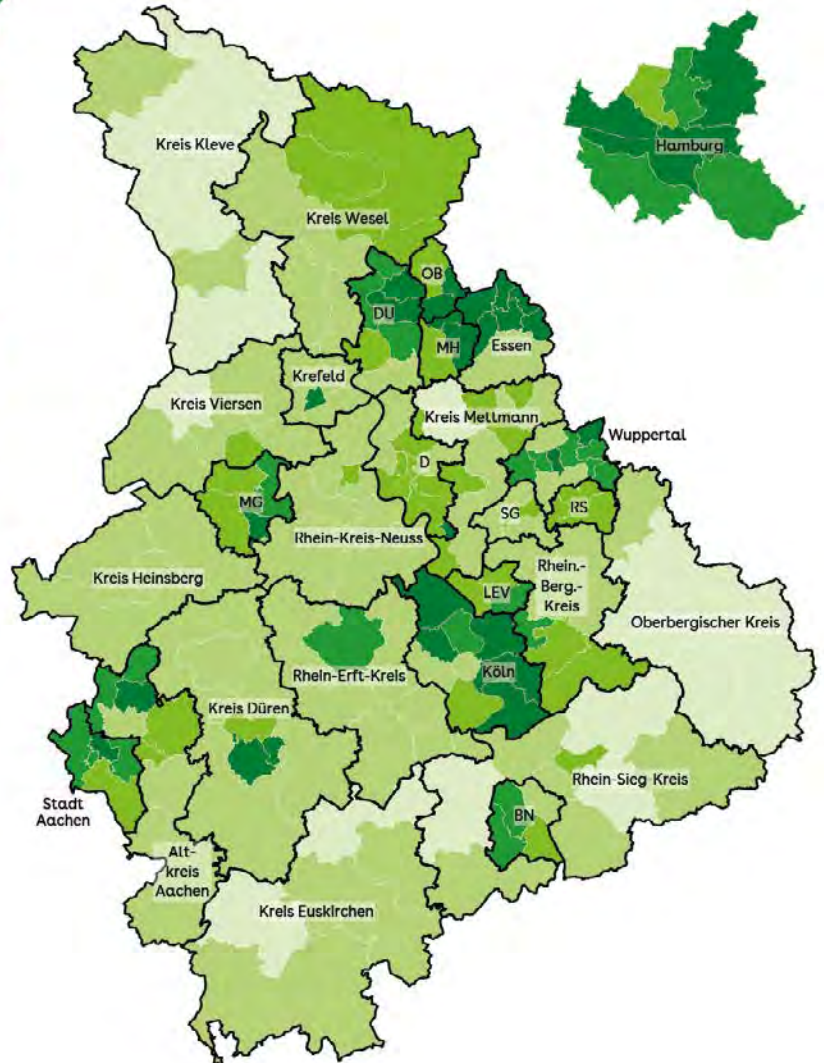 Hamburg
Kreis Kleve
Kreis Wesel
OB
DU
MH
Essen
Krefeld
Kreis Viersen
Kreis Mettmann
Wuppertal
D
MG
SG
RS
Rhein-Kreis-Neuss
Kreis Heinsberg
Rhein.-
Berg.-
Kreis
LEV
Oberbergischer Kreis
Rhein-Erft-Kreis
Köln
Kreis Düren
Rhein-Sieg-Kreis
Stadt
Aachen
BN
Alt-
kreis
Aachen
Kreis Euskirchen